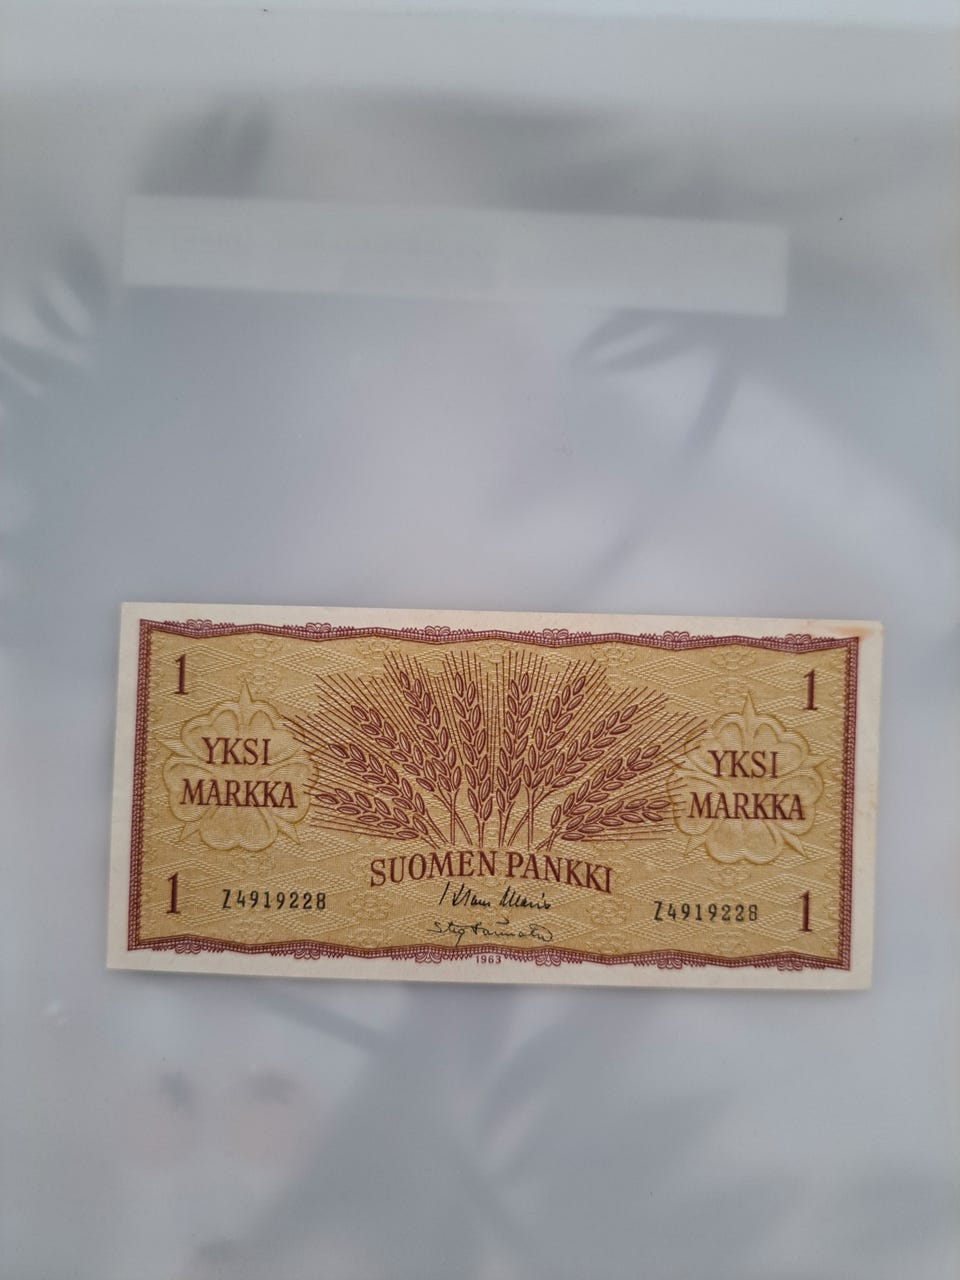 1
1
YKSI
MARKKA
YKSI
MARKKA
SUOMEN PANKKI
1
Z4919228
Z4919228
1
1963